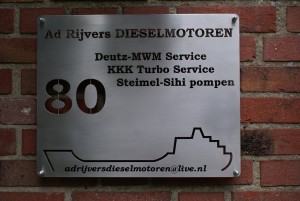 Ad Rijvers DIESELMOTOREN
Deutz-MWM Service
KKK Turbo Service
Steimel-Sihi pompen
80
adrijversdieselmotoren@live.nl